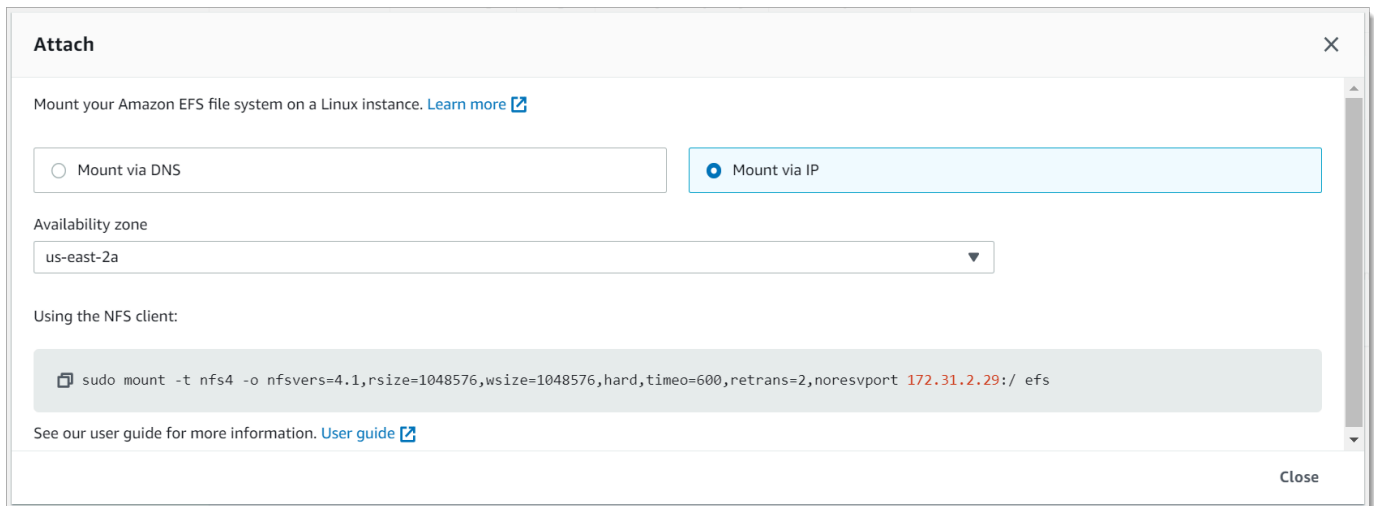 Attach
Mount your Amazon EFS file system on a Linux instance. Learn more
Mount via DNS
Mount via IP
Availability zone
us-east-2a
Using the NFS client:
sudo mount -t nfs4 -o nfsvers=4.1,rsize=1048576,wsize=1048576,hard,timeo=600,retrans=2,noresvport 172.31.2.29:/ efs
See our user guide for more information. User guide
Close